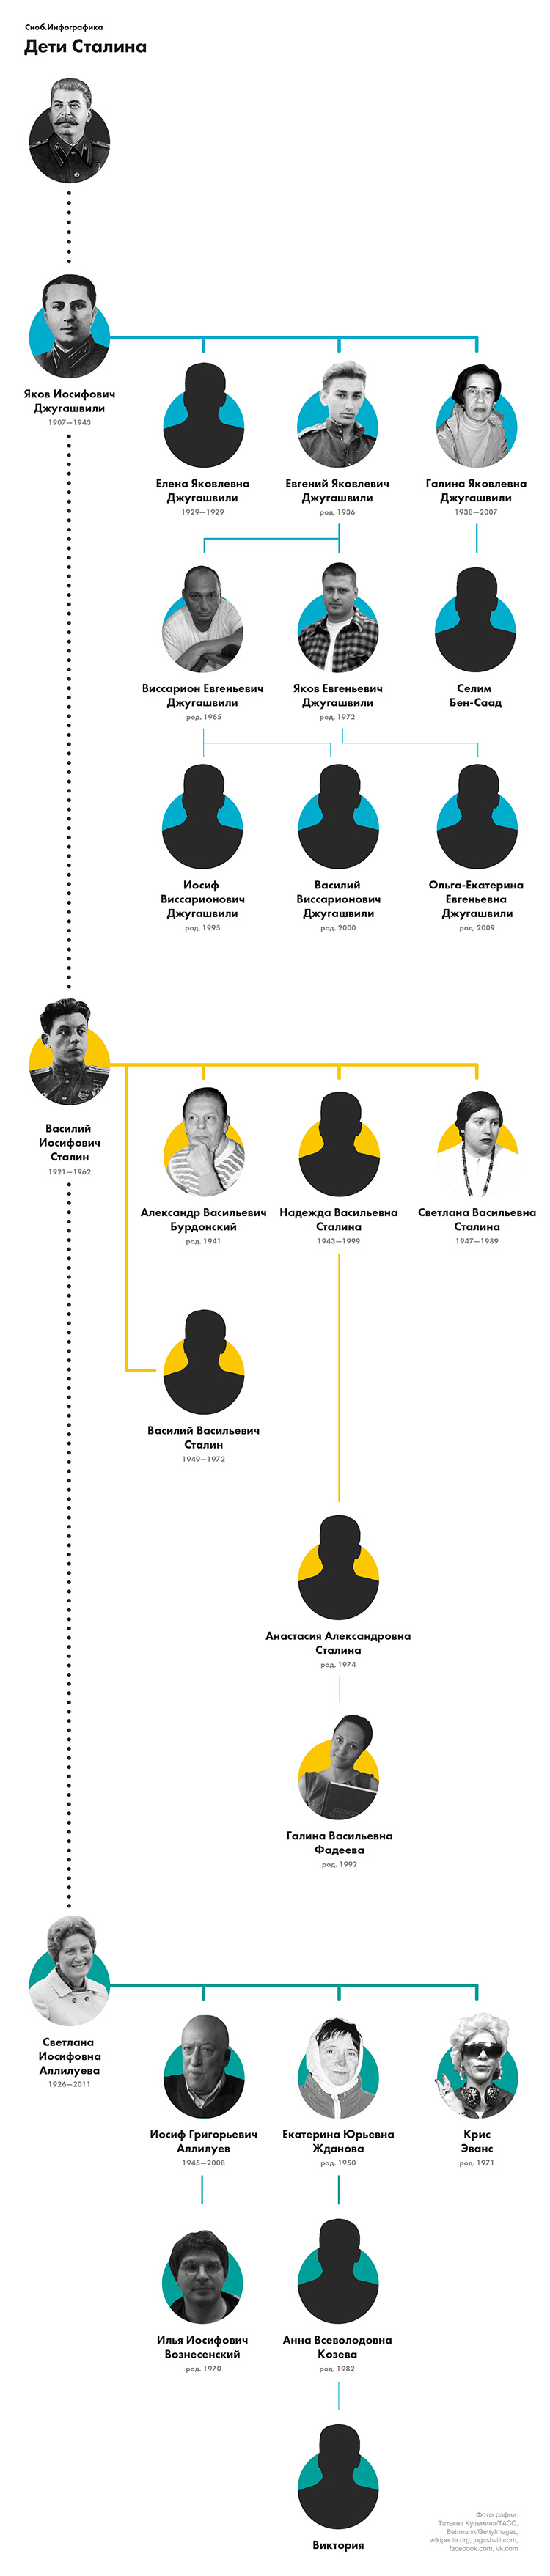 Сноб.Инфографика
Дети Сталина
Яков Иосифович
Джугашвили
1907—1943
Елена Яковлевна
Джугашвили
1929—1929
Евгений Яковлевич
Джугашвили
род. 1936
Галина Яковлевна
Джугашвили
1938—2007
Виссарион Евгеньевич
Джугашвили
род. 1965
Яков Евгеньевич
Джугашвили
род. 1972
Селим
Бен-Саад
Иосиф
Виссарионович
Джугашвили
род. 1995
Василий
Виссарионович
Джугашвили
род. 2000
Ольга-Екатерина
Евгеньевна
Джугашвили
род. 2009
Василий
Иосифович
Сталин
1921—1962
Александр Васильевич
Бурдонский
род. 1941
Надежда Васильевна
Сталина
1943—1999
Светлана Васильевна
Сталина
1947—1989
Василий Васильевич
Сталин
1949—1972
Анастасия Александровна
Сталина
род. 1974
Галина Васильевна
Фадеева
род. 1992
Светлана
Иосифовна
Аллилуева
1926—2011
Иосиф Григорьевич
Аллилуев
1945—2008
Екатерина Юрьевна
Жданова
род. 1950
Крис
Эванс
род. 1971
Илья Иосифович
Вознесенский
род. 1970
Анна Всеволодовна
Козева
род. 1982
Виктория
Фотографии:
Татьяна Кузьмина/ТАСС,
Bettmann/GettyImages,
wikipedia.org, jugashvili.com,
facebook.com, vk.com